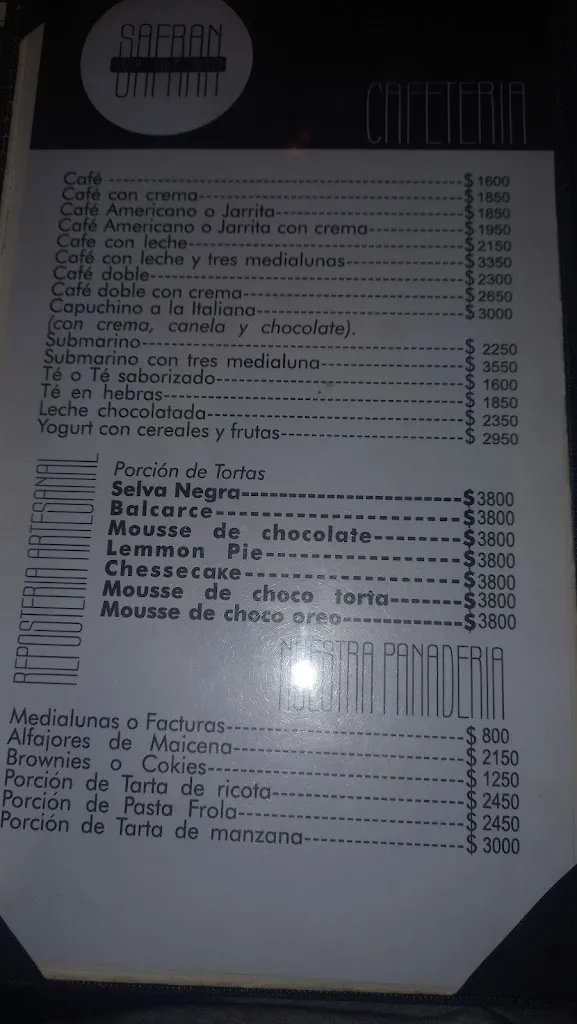 SAFRAN
CAFETERIA
Café $ 1600
Café con crema $ 1850
Café Americano o Jarrita $ 1850
Café Americano o Jarrita con crema $ 1950
Cafe con leche $ 2150
Café con leche y tres medialunas $ 3350
Café doble $ 2300
Café doble con crema $ 2650
Capuchino a la Italiana $ 3000
(con crema, canela y chocolate).
Submarino $ 2250
Submarino con tres medialuna $ 3550
Té o Té saborizado $ 1600
Té en hebras $ 1850
Leche chocolatada $ 2350
Yogurt con cereales y frutas $ 2950
REPOSTERIA ARTESANAL
Porción de Tortas
Selva Negra $3800
Balcarce $3800
Mousse de chocolate $3800
Lemmon Pie $3800
Chessecake $3800
Mousse de choco torta $3800
Mousse de choco oreo $3800
NUESTRA PANADERIA
Medialunas o Facturas $ 800
Alfajores de Maicena $ 2150
Brownies o Cokies $ 1250
Porción de Tarta de ricota $ 2450
Porción de Pasta Frola $ 2450
Porción de Tarta de manzana $ 3000